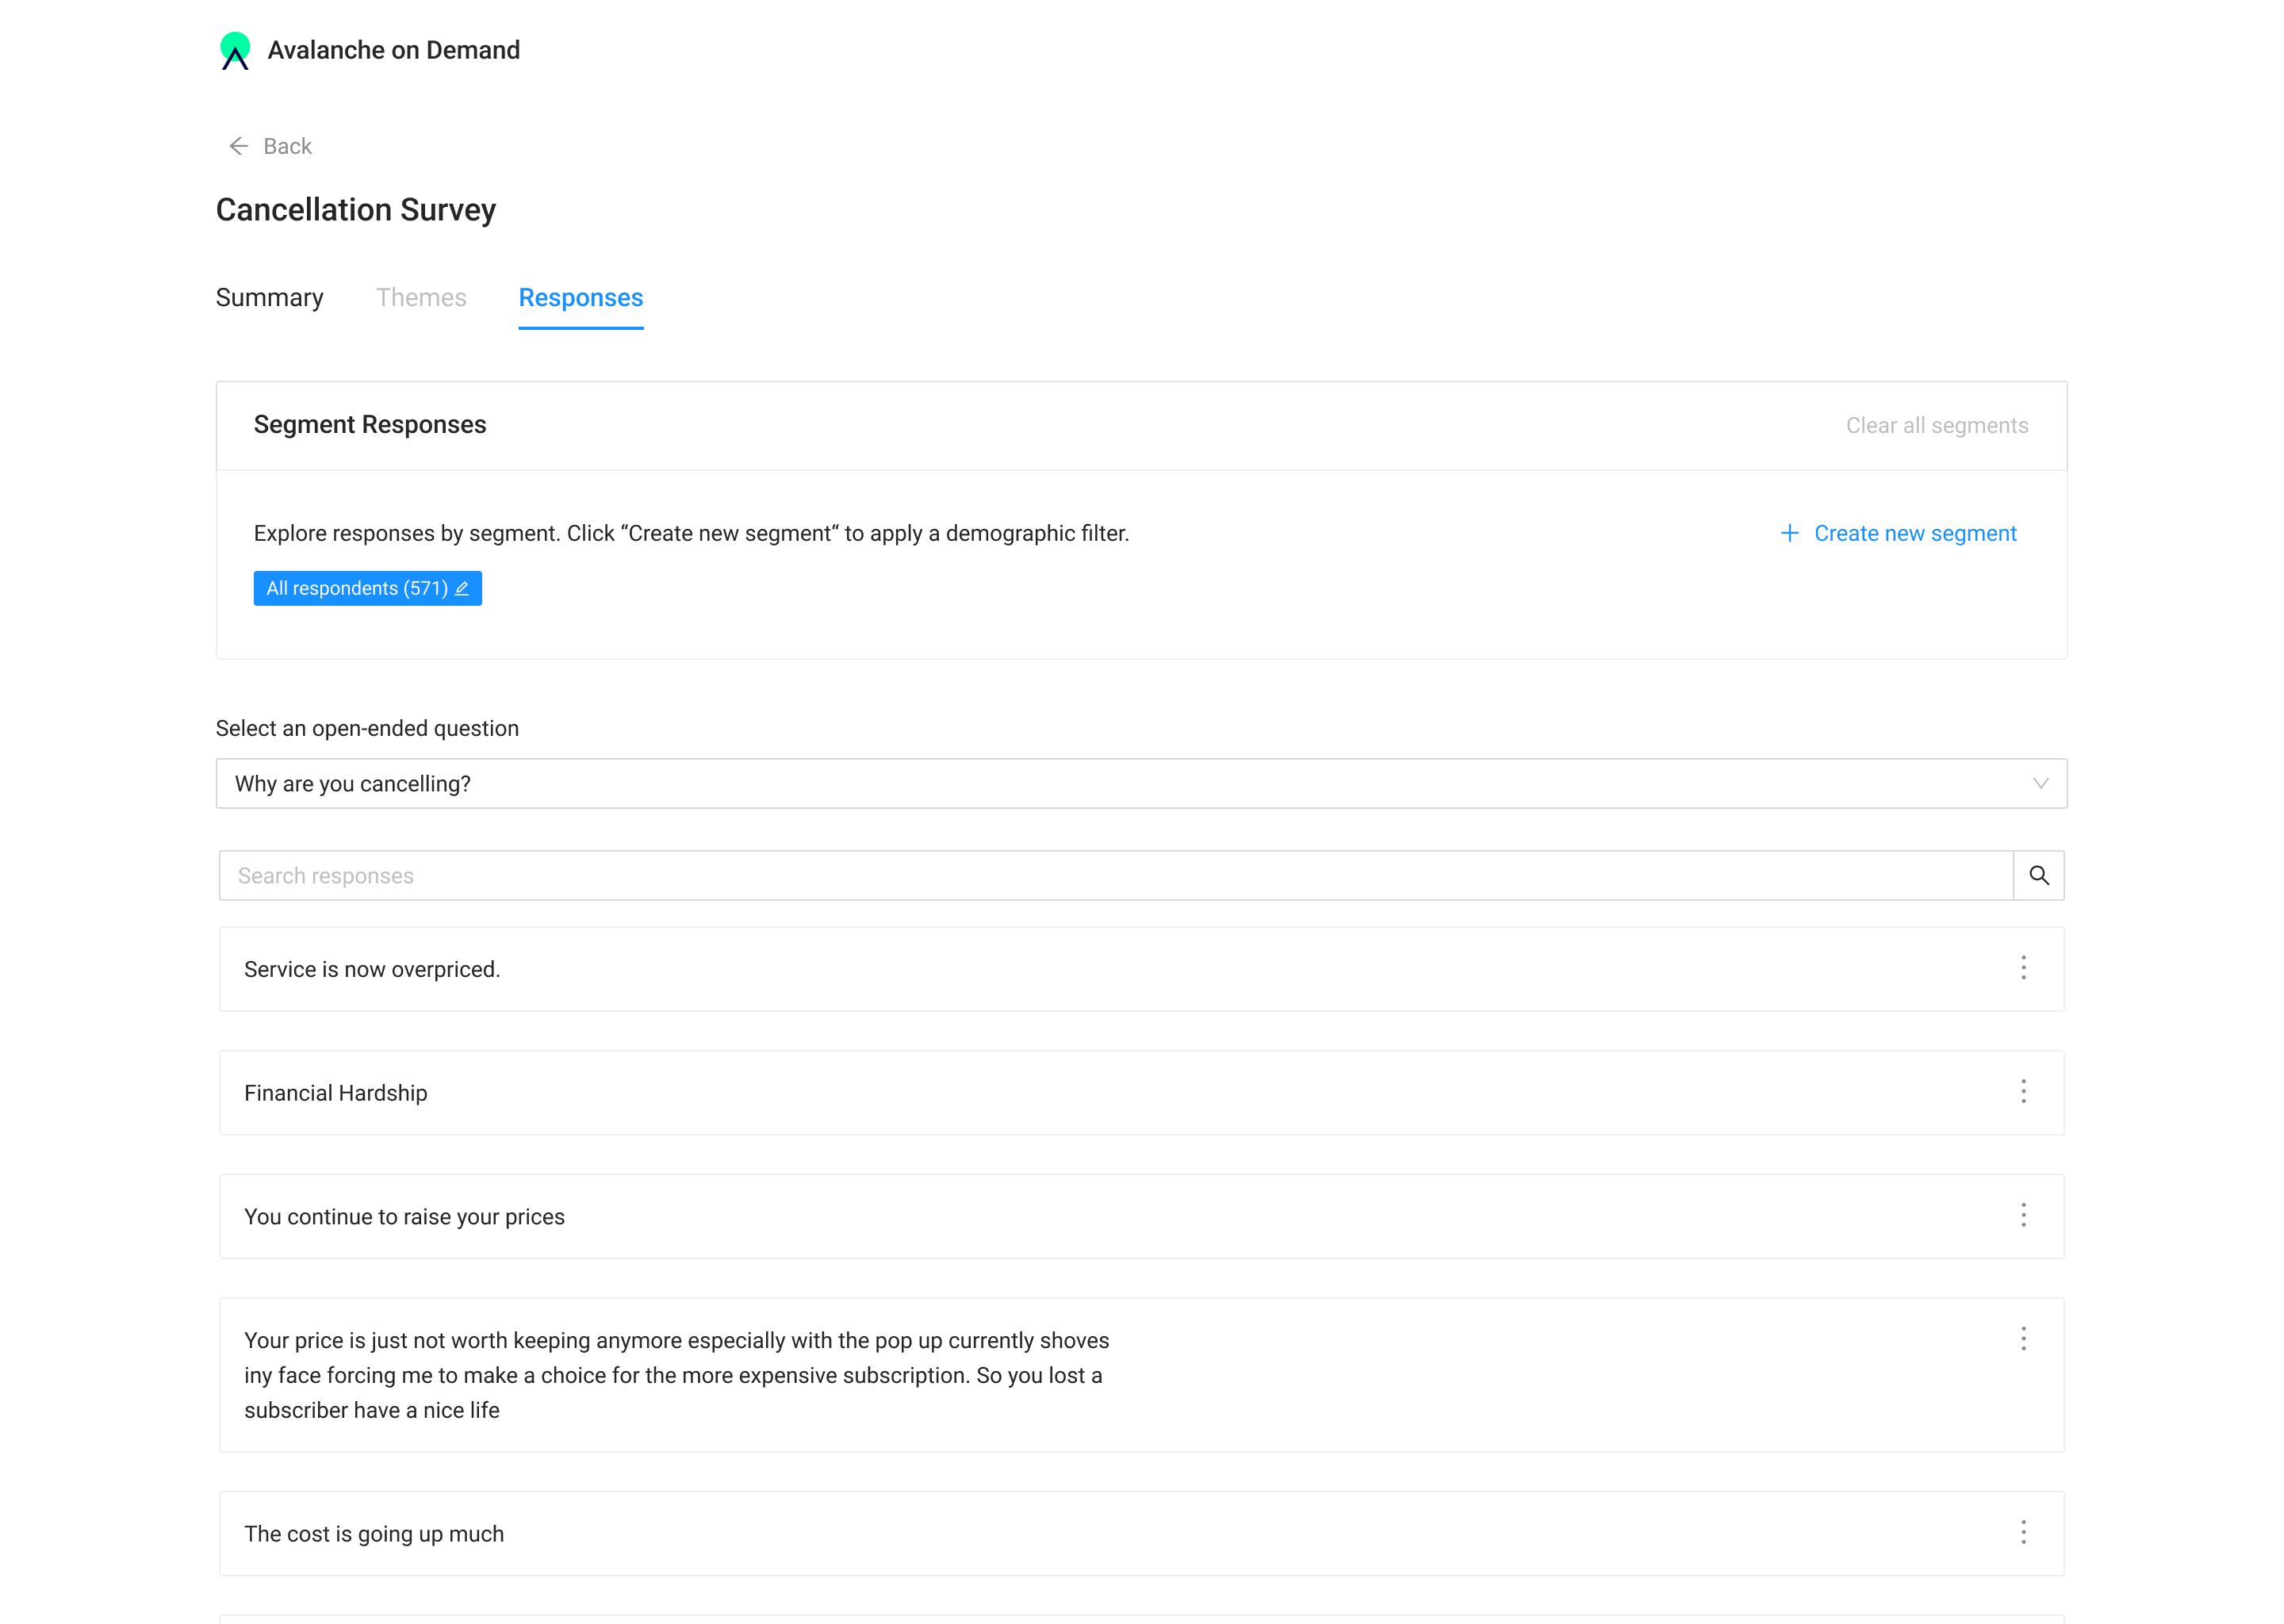 Avalanche on Demand
Back
Cancellation Survey
Summary Themes Responses
Segment Responses Clear all segments
Explore responses by segment. Click “Create new segment“ to apply a demographic filter. Create new segment
All respondents (571)
Select an open-ended question
Why are you cancelling?
Search responses
Service is now overpriced.
Financial Hardship
You continue to raise your prices
Your price is just not worth keeping anymore especially with the pop up currently shoves
iny face forcing me to make a choice for the more expensive subscription. So you lost a
subscriber have a nice life
The cost is going up much